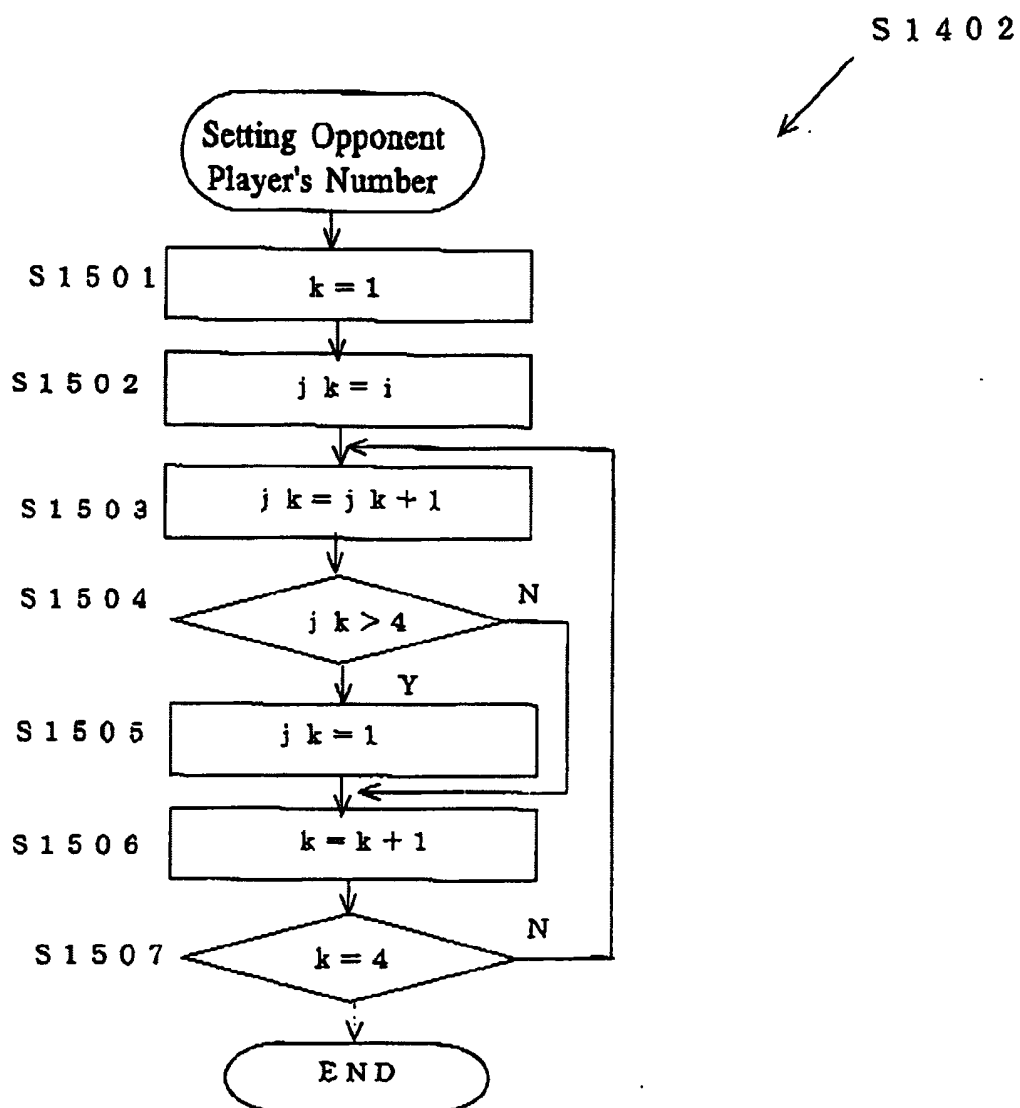 S1402
Setting Opponent
Player's Number
S1501
k = 1
S1502
j k = i
S1503
j k = j k + 1
S1504
j k > 4
N
Y
S1505
j k = 1
S1506
k = k + 1
S1507
k = 4
N
END